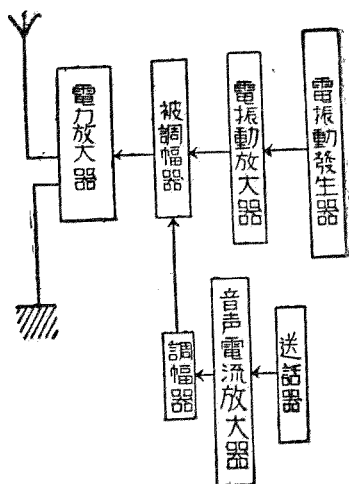 電振動發生器
電振動放大器
被調幅器
電力放大器
送話器
音声電流放大器
調幅器